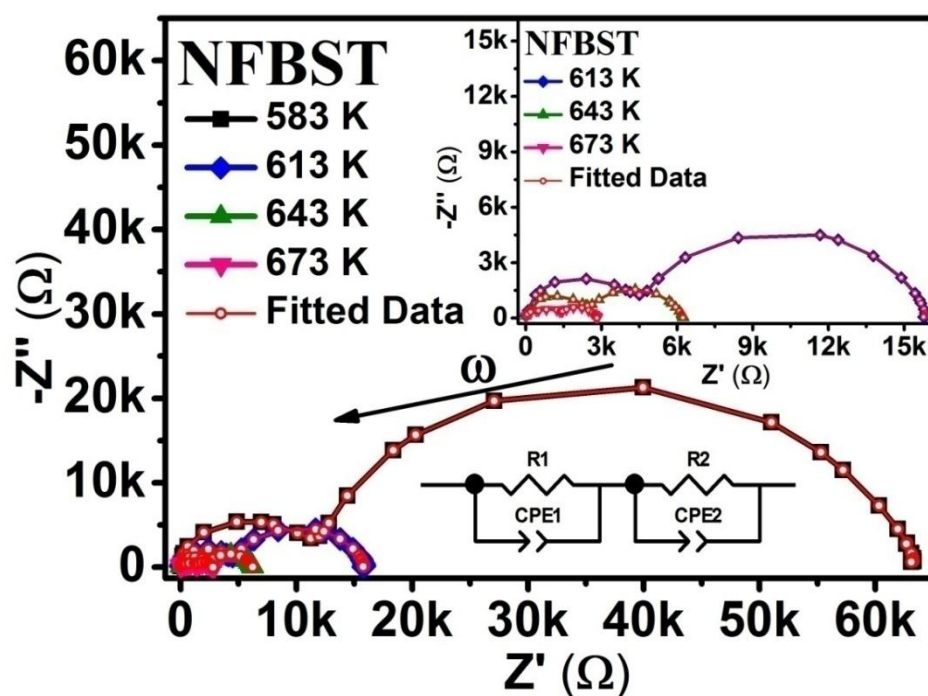 NFBST
583 K
613 K
643 K
673 K
Fitted Data
ω
60k
50k
40k
30k
20k
10k
0
-Z'' (Ω)
0 10k 20k 30k 40k 50k 60k
Z' (Ω)
NFBST
613 K
643 K
673 K
Fitted Data
15k
12k
9k
6k
3k
0
-Z'' (Ω)
0 3k 6k 9k 12k 15k
Z' (Ω)
R1 R2
CPE1 CPE2